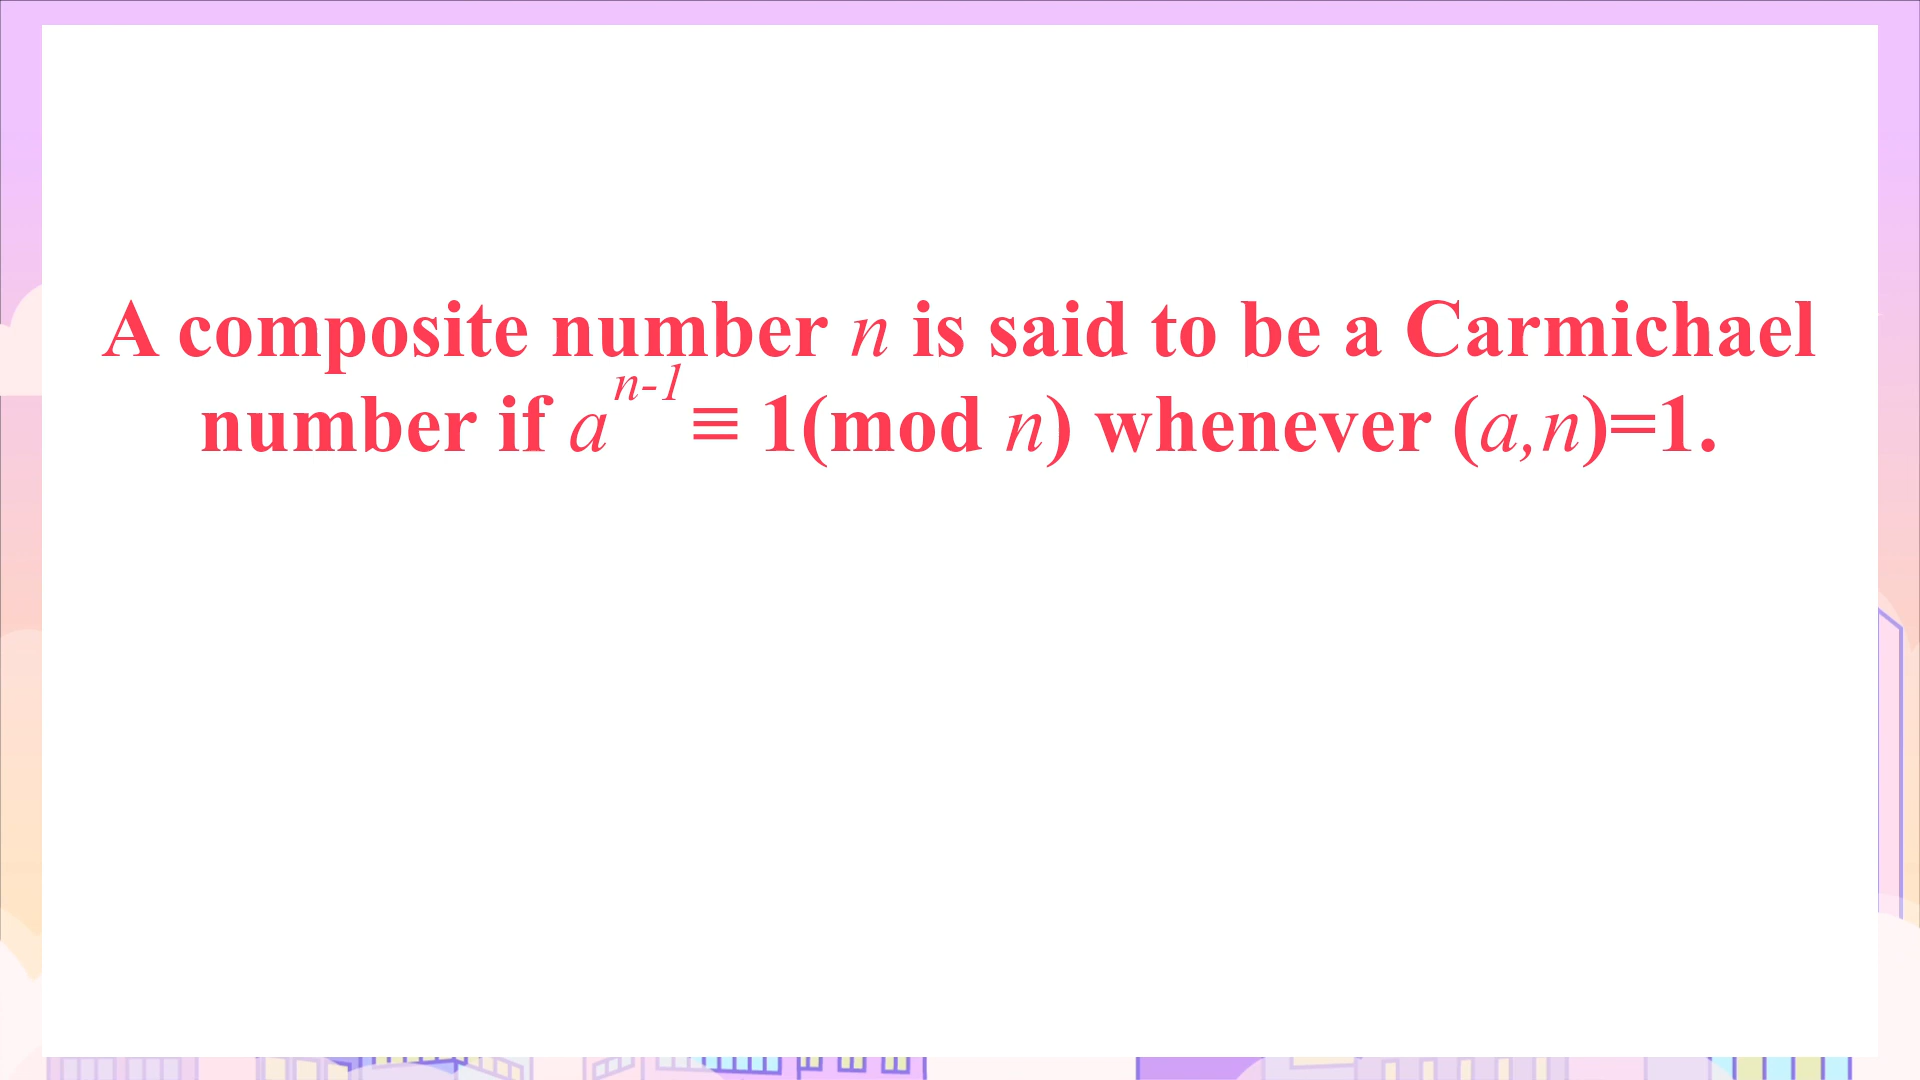 A composite number n is said to be a Carmichael
number if a^{n-1} ≡ 1(mod n) whenever (a,n)=1.